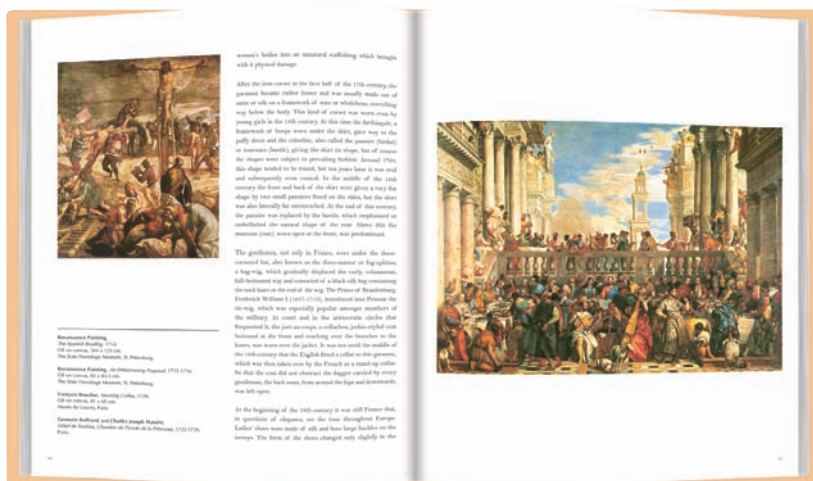 women's bodies into an unnatural scaffolding which brought
with it physical damage.
After the iron corset in the first half of the 17th century, the
garment became rather looser and was usually made out of
satin or silk on a framework of wire or whalebone, stretching
way below the body. This kind of corset was worn even by
young girls in the 18th century. At this time the farthingale, a
framework of hoops worn under the skirt, gave way to the
puffy dress and the crinoline, also called the pannier (basket)
or tournure (bustle), giving the skirt its shape, but of course
the shapes were subject to prevailing fashion. Around
this shape tended to be round, but ten years later it was oval
and subsequently even conical. In the middle of the 18th
century the front and back of the skirt were given a very flat
shape by two small panniers fitted on the sides, but the skirt
was also laterally far outstretched. At the end of this century,
the pannier was replaced by the bustle, which emphasised or
embellished the natural shape of the rear. Above this the
manteau (coat), worn open at the front, was predominant.
The gentlemen, not only in France, wore under the three-
cornered hat, also known as the three-master or fog-splitter,
a bag-wig, which gradually displaced the early, voluminous,
full-bottomed wig and consisted of a black silk bag containing
the neck hairs or the end of the wig. The Prince of Brandenburg
Frederick William I introduced into Prussia the
wig, which was especially popular amongst members of
the military. At court and in the aristocratic circles that
frequented it, the just-au-corps, a collarless, jacket-styled coat
buttoned at the front and reaching over the breeches to the
knees, was worn over the jacket. It was not until the middle of
the 18th century that the English fitted a collar to this garment,
which was then taken over by the French as a stand-up collar.
So that the coat did not obstruct the dagger carried by every
gentleman, the back seam, from around the hips and downwards,
was left open.
At the beginning of the 18th century it was still France that,
in questions of elegance, set the tone throughout Europe.
Ladies' shoes were made of silk and bore large buckles on the
insteps. The form of the shoes changed only slightly in the
Renaissance Painting,
The Spanish Reading, 1754.
Oil on canvas, 164 x 129 cm.
The State Hermitage Museum, St. Petersburg.
Renaissance Painting, An Embarrassing Proposal, 1715-1716.
Oil on canvas, 65 x 84.5 cm.
The State Hermitage Museum, St. Petersburg.
François Boucher, Morning Coffee, 1739.
Oil on canvas, 81 x 65 cm.
Musée du Louvre, Paris.
Germain Boffrand and Charles Joseph Natoire,
Hôtel de Soubise, Chambre de Parade de la Princesse, 1735-1739.
Paris.